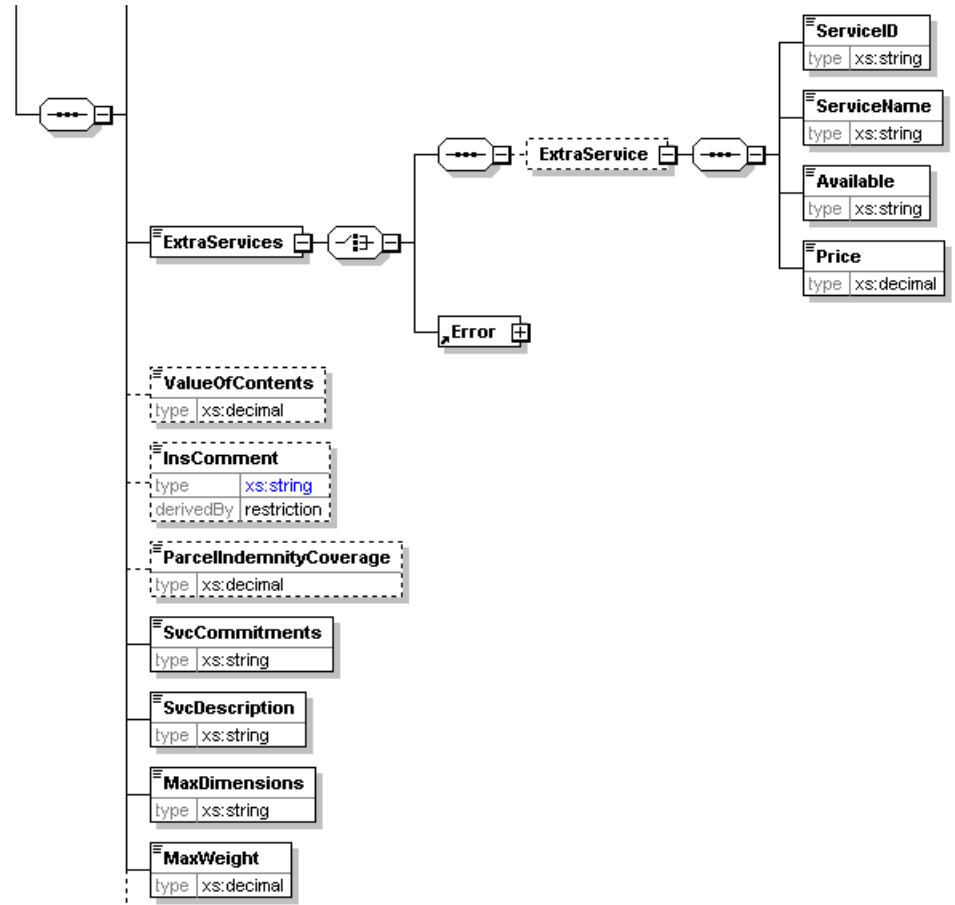 ServiceID
type xs:string
ServiceName
type xs:string
ExtraService
Available
type xs:string
ExtraServices
Price
type xs:decimal
Error
ValueOfContents
type xs:decimal
InsComment
type xs:string
derivedBy restriction
ParcelIndemnityCoverage
type xs:decimal
SvcCommitments
type xs:string
SvcDescription
type xs:string
MaxDimensions
type xs:string
MaxWeight
type xs:decimal